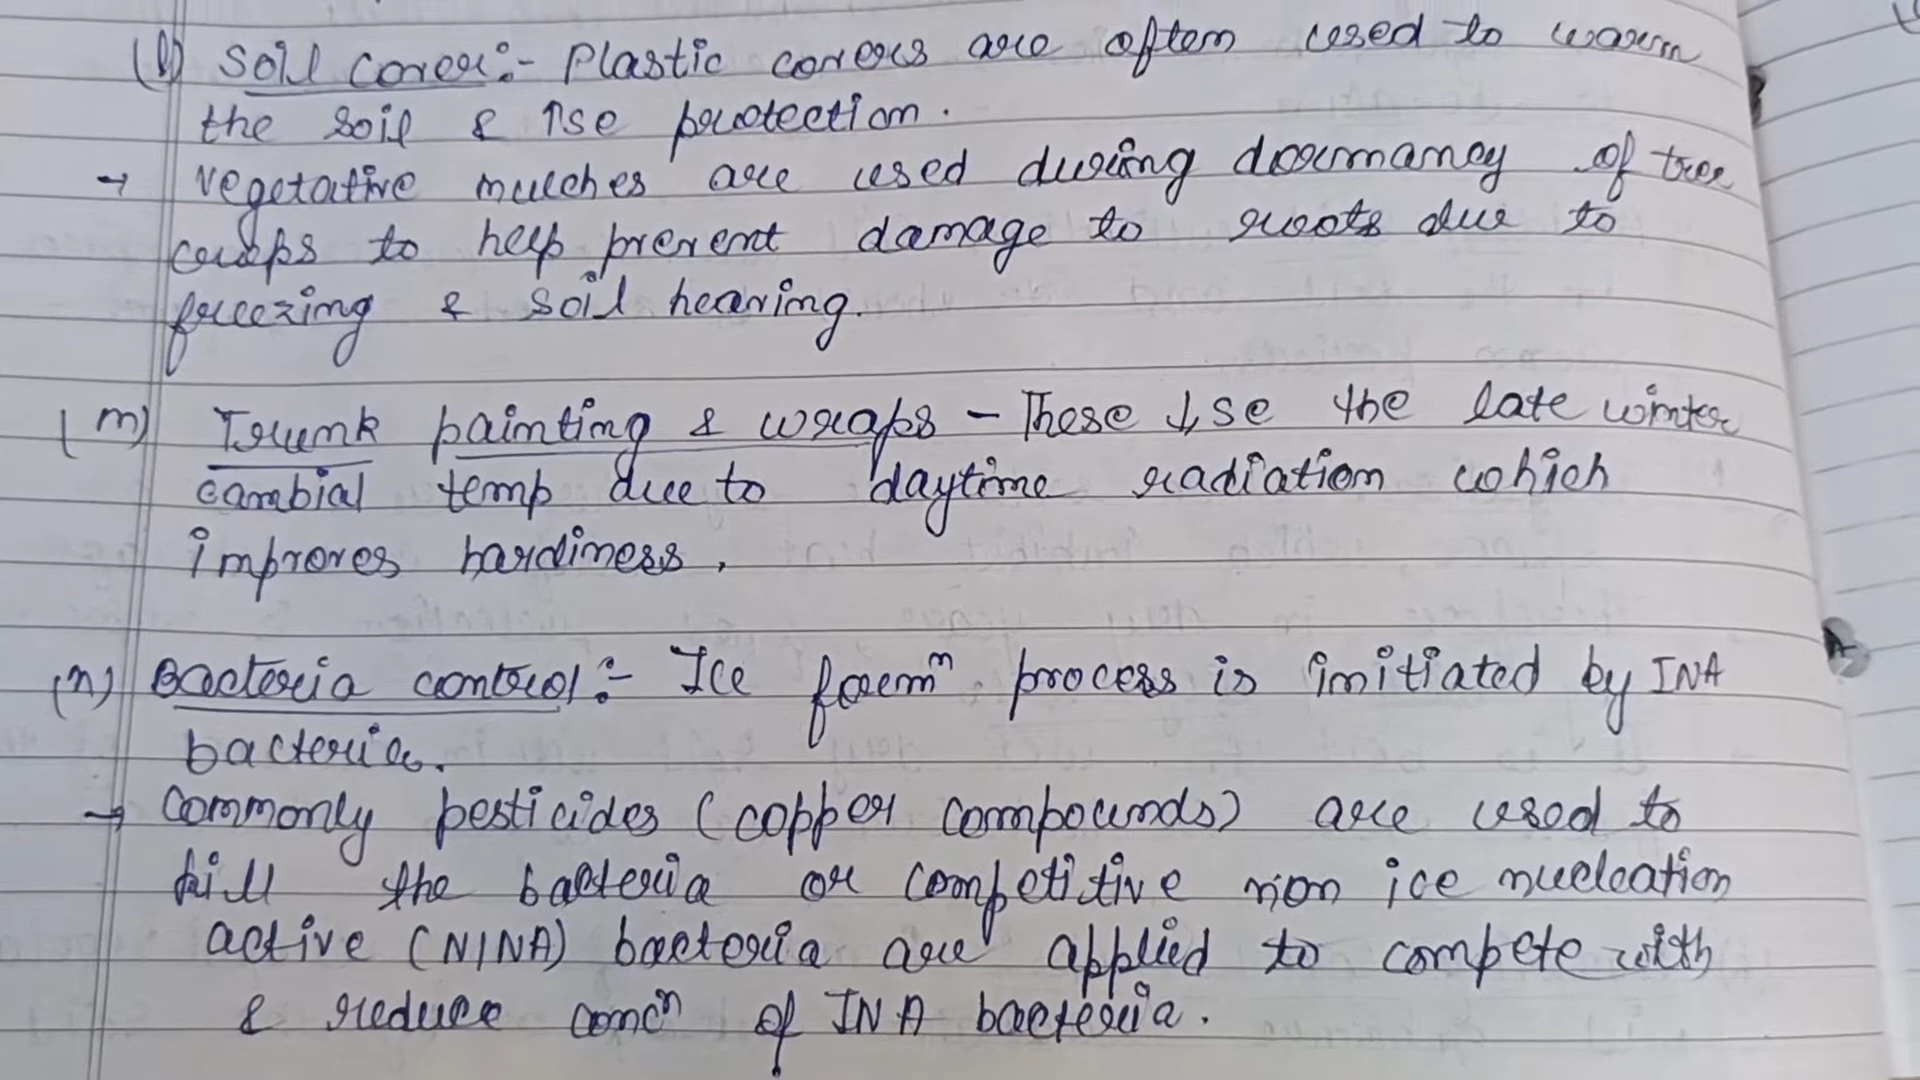 (l) Soil cover:- Plastic covers are often used to warm
the soil & ↑se protection.
→ vegetative mulches are used during dormancy of tree
crops to help prevent damage to roots due to
freezing & soil heaving.
(m) Trunk painting & wraps - These ↓se the late winter
cambial temp due to daytime radiation which
improves hardiness.
(n) Bacteria control:- Ice formⁿ process is initiated by INA
bacteria.
→ Commonly pesticides (copper compounds) are used to
kill the bacteria or competitive non ice nucleation
active (NINA) bacteria are applied to compete with
& reduce concⁿ of INA bacteria.